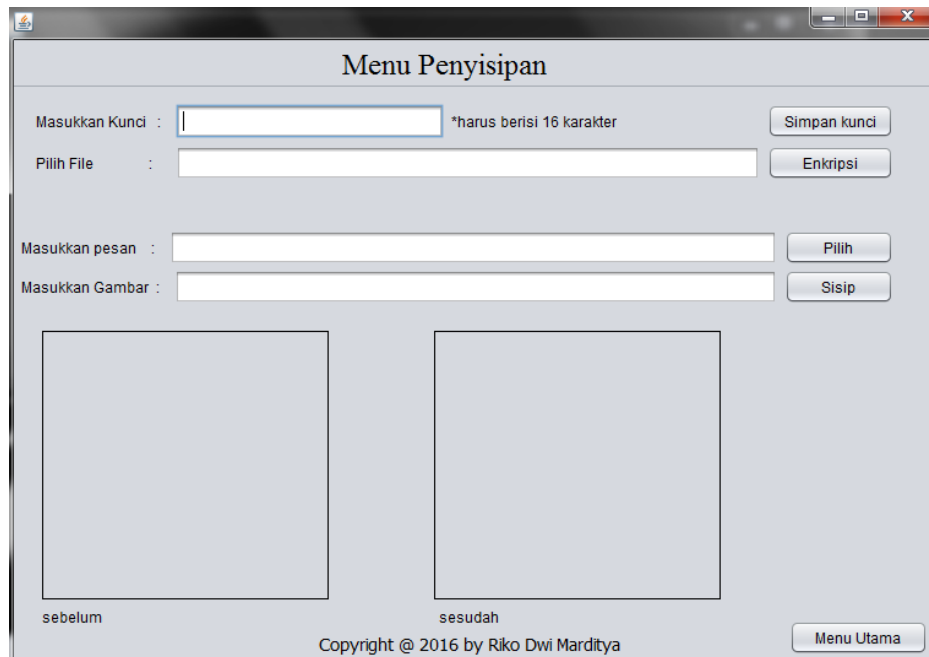 Menu Penyisipan
Masukkan Kunci : *harus berisi 16 karakter Simpan kunci
Pilih File : Enkripsi
Masukkan pesan : Pilih
Masukkan Gambar : Sisip
sebelum sesudah
Copyright @ 2016 by Riko Dwi Marditya Menu Utama